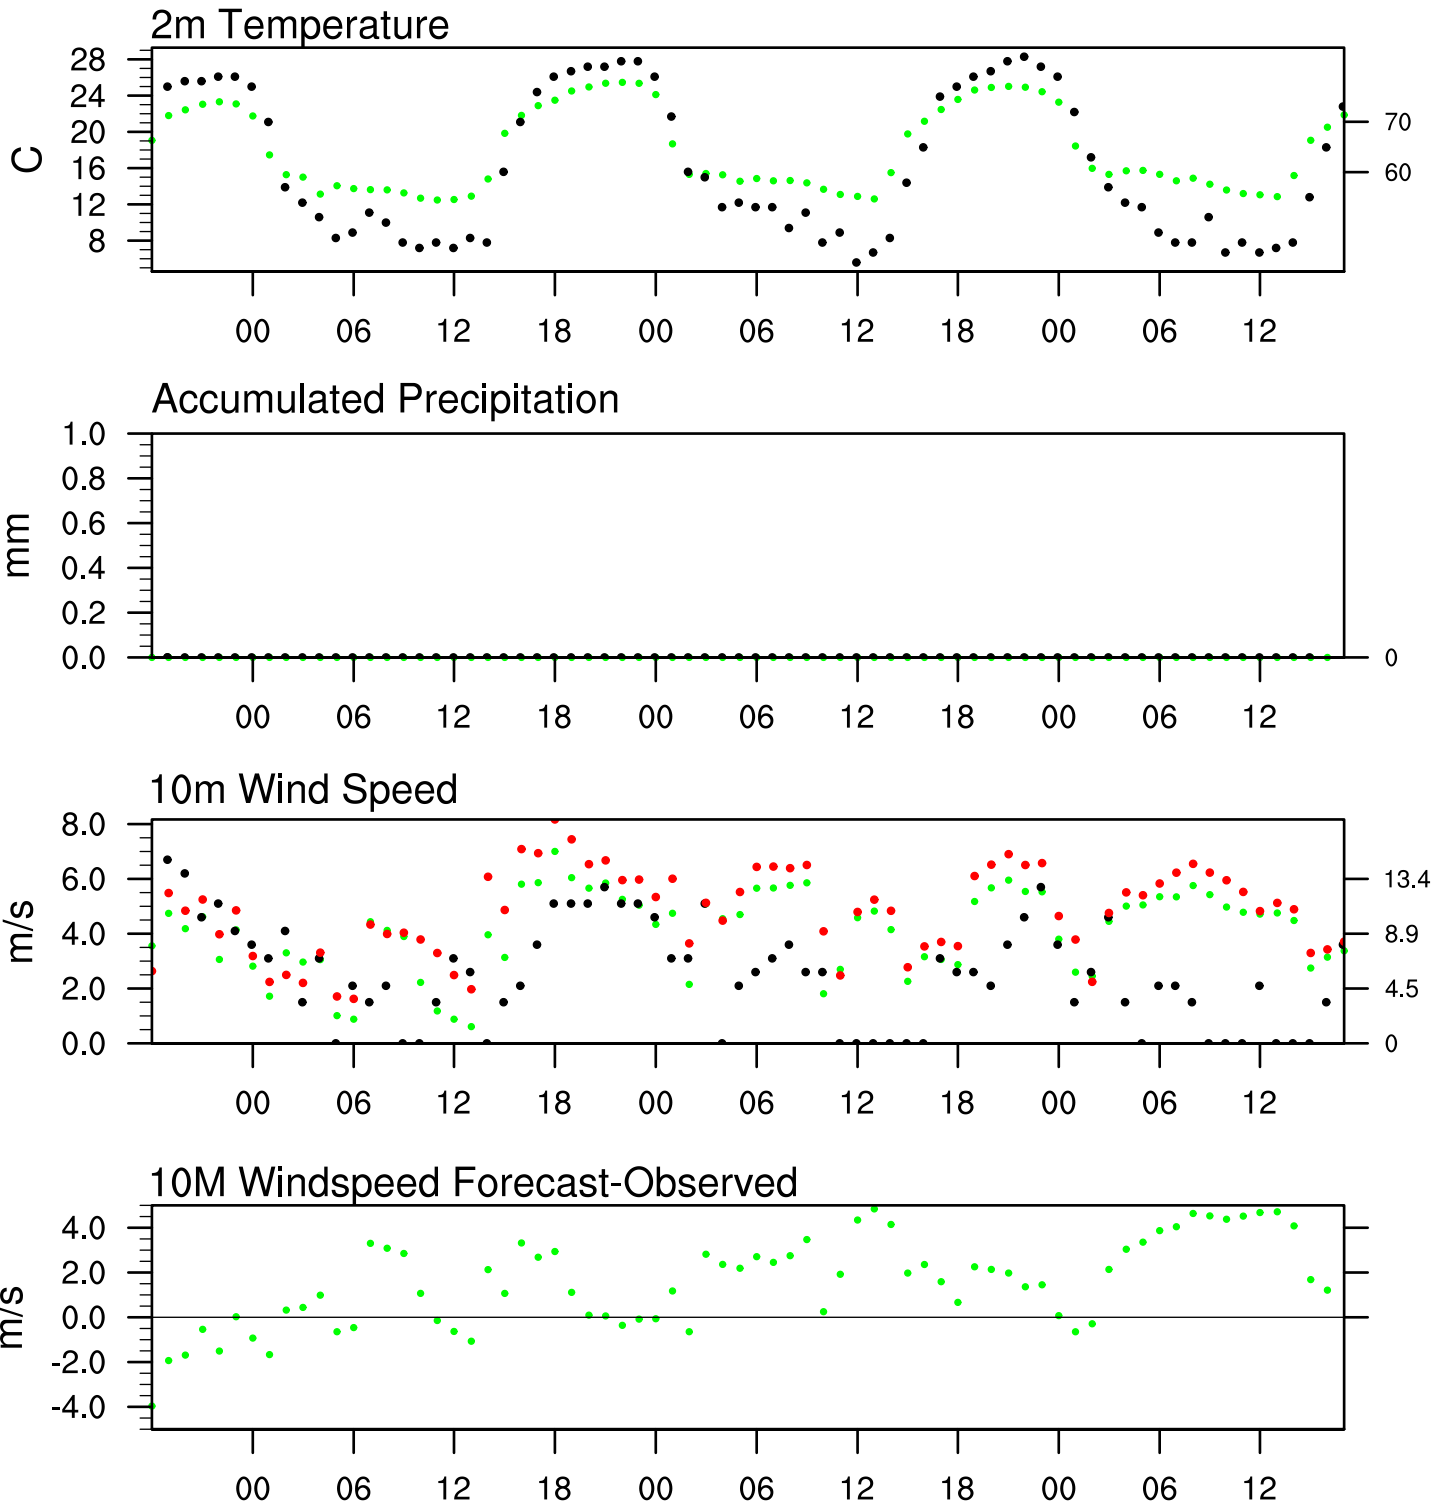 2m Temperature
28
24
20
16
12
8
C
70
60
00 06 12 18 00 06 12 18 00 06 12
Accumulated Precipitation
1.0
0.8
0.6
0.4
0.2
0.0
mm
0
00 06 12 18 00 06 12 18 00 06 12
10m Wind Speed
8.0
6.0
4.0
2.0
0.0
m/s
13.4
8.9
4.5
0
00 06 12 18 00 06 12 18 00 06 12
10M Windspeed Forecast-Observed
4.0
2.0
0.0
-2.0
-4.0
m/s
00 06 12 18 00 06 12 18 00 06 12